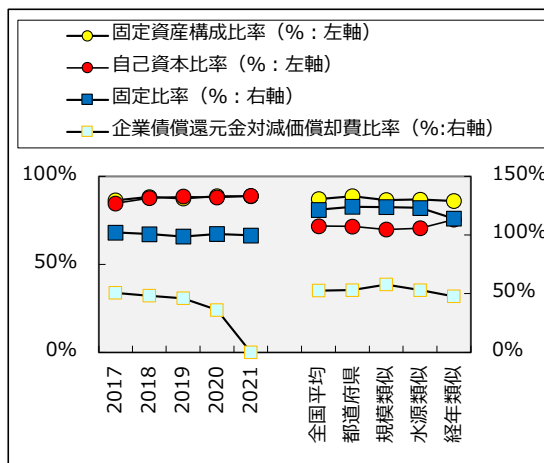 固定資産構成比率（%：左軸）
自己資本比率（%：左軸）
固定比率（%：右軸）
企業債償還元金対減価償却費比率（%:右軸）
100%
150%
100%
50%
50%
0%
0%
2017
2018
2019
2020
2021
全国平均
都道府県
規模類似
水源類似
経年類似